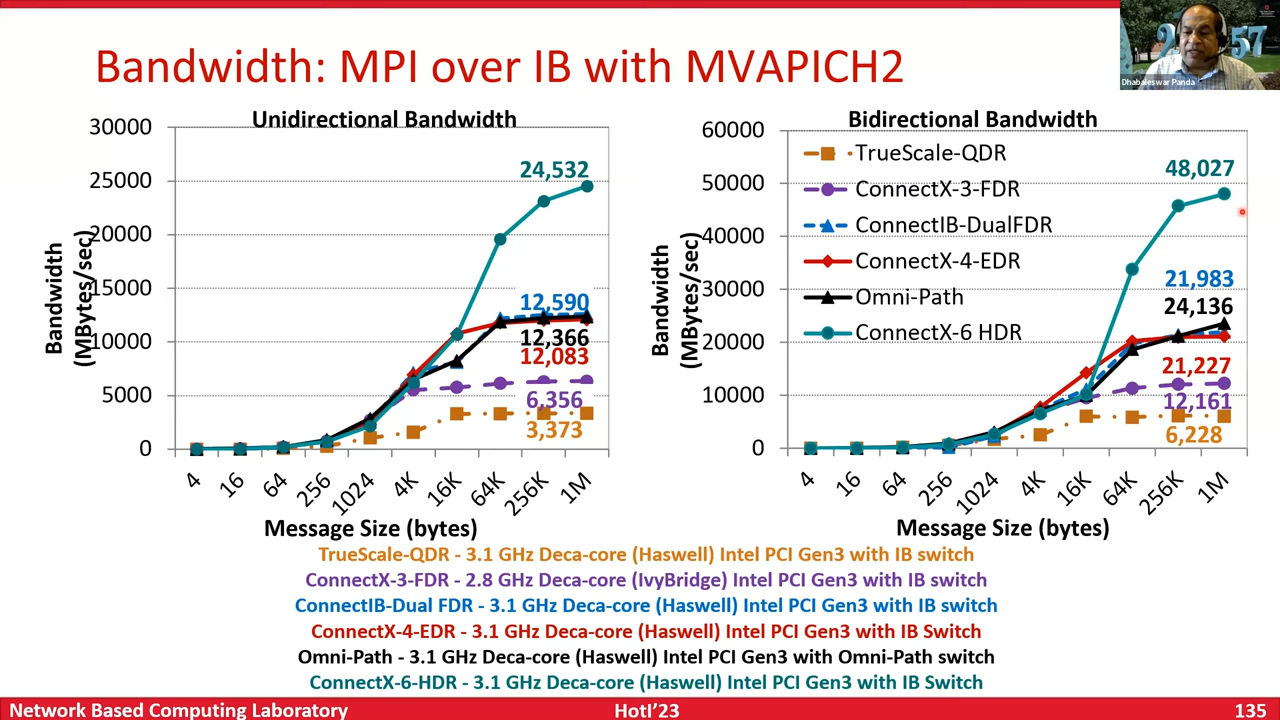 Bandwidth: MPI over IB with MVAPICH2
Dhabaleswar Panda
Unidirectional Bandwidth
30000
25000
20000
15000
10000
5000
0
Bandwidth
(MBytes/sec)
24,532
12,590
12,366
12,083
6,356
3,373
4
16
64
256
1024
4K
16K
64K
256K
1M
Message Size (bytes)
Bidirectional Bandwidth
60000
50000
40000
30000
20000
10000
0
Bandwidth
(MBytes/sec)
TrueScale-QDR
ConnectX-3-FDR
ConnectIB-DualFDR
ConnectX-4-EDR
Omni-Path
ConnectX-6 HDR
48,027
21,983
24,136
21,227
12,161
6,228
4
16
64
256
1024
4K
16K
64K
256K
1M
Message Size (bytes)
TrueScale-QDR - 3.1 GHz Deca-core (Haswell) Intel PCI Gen3 with IB switch
ConnectX-3-FDR - 2.8 GHz Deca-core (IvyBridge) Intel PCI Gen3 with IB switch
ConnectIB-Dual FDR - 3.1 GHz Deca-core (Haswell) Intel PCI Gen3 with IB switch
ConnectX-4-EDR - 3.1 GHz Deca-core (Haswell) Intel PCI Gen3 with IB Switch
Omni-Path - 3.1 GHz Deca-core (Haswell) Intel PCI Gen3 with Omni-Path switch
ConnectX-6-HDR - 3.1 GHz Deca-core (Haswell) Intel PCI Gen3 with IB Switch
Network Based Computing Laboratory
HotI'23
135